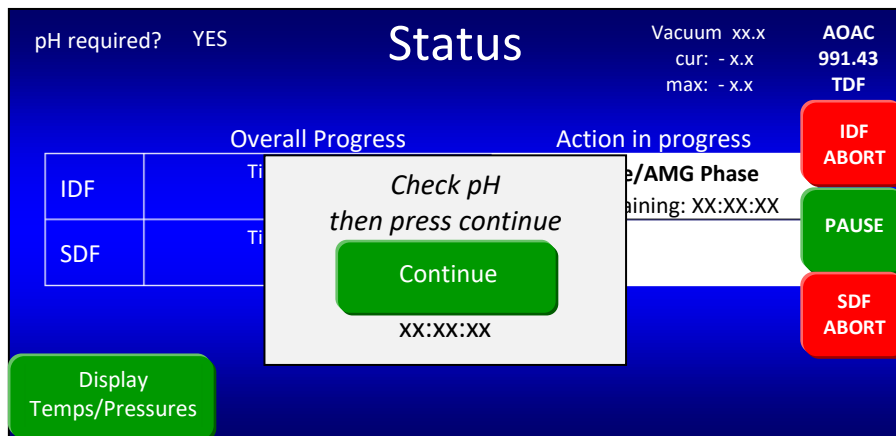 pH required? YES
Status
Vacuum xx.x
cur: - x.x
max: - x.x
AOAC
991.43
TDF
Overall Progress
Action in progress
IDF
ABORT
IDF
Ti
e/AMG Phase
aining: XX:XX:XX
Check pH
then press continue
PAUSE
SDF
Ti
Continue
xx:xx:xx
SDF
ABORT
Display
Temps/Pressures